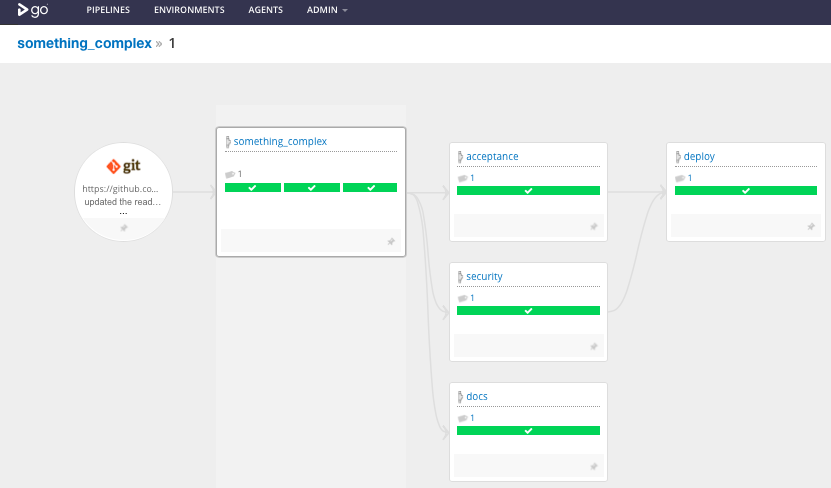 go PIPELINES ENVIRONMENTS AGENTS ADMIN
something_complex » 1
git
https://github.co...
updated the read...
...
something_complex
1
acceptance
1
deploy
1
security
1
docs
1